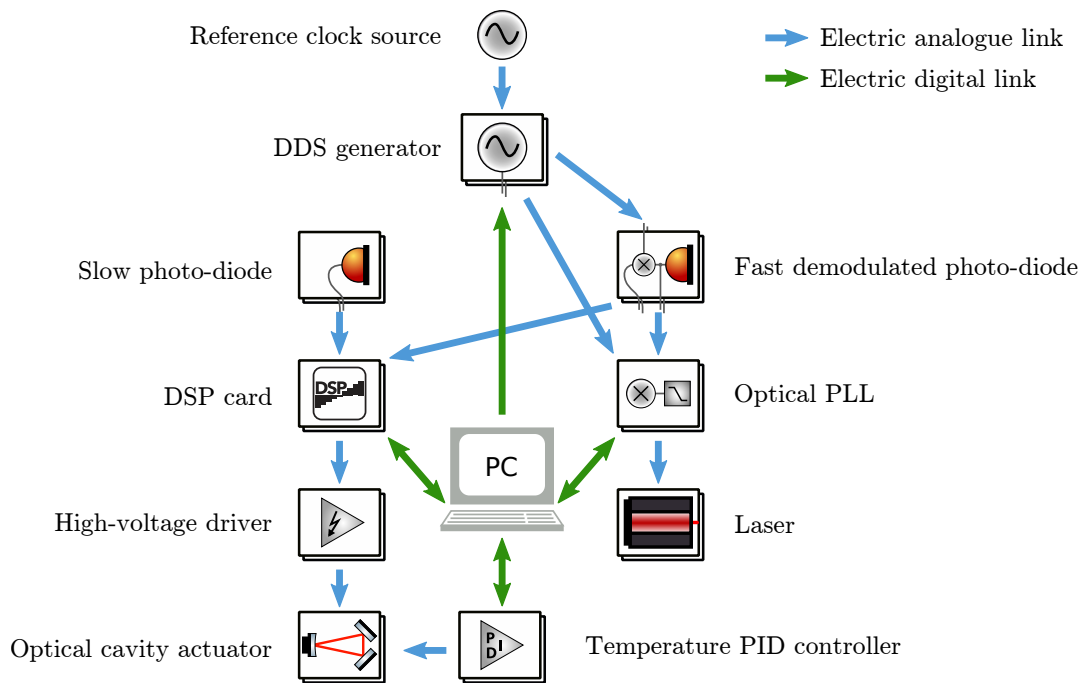 Reference clock source
Electric analogue link
Electric digital link
DDS generator
Slow photo-diode
Fast demodulated photo-diode
DSP card
DSP
Optical PLL
PC
High-voltage driver
Laser
Optical cavity actuator
P I
D
Temperature PID controller